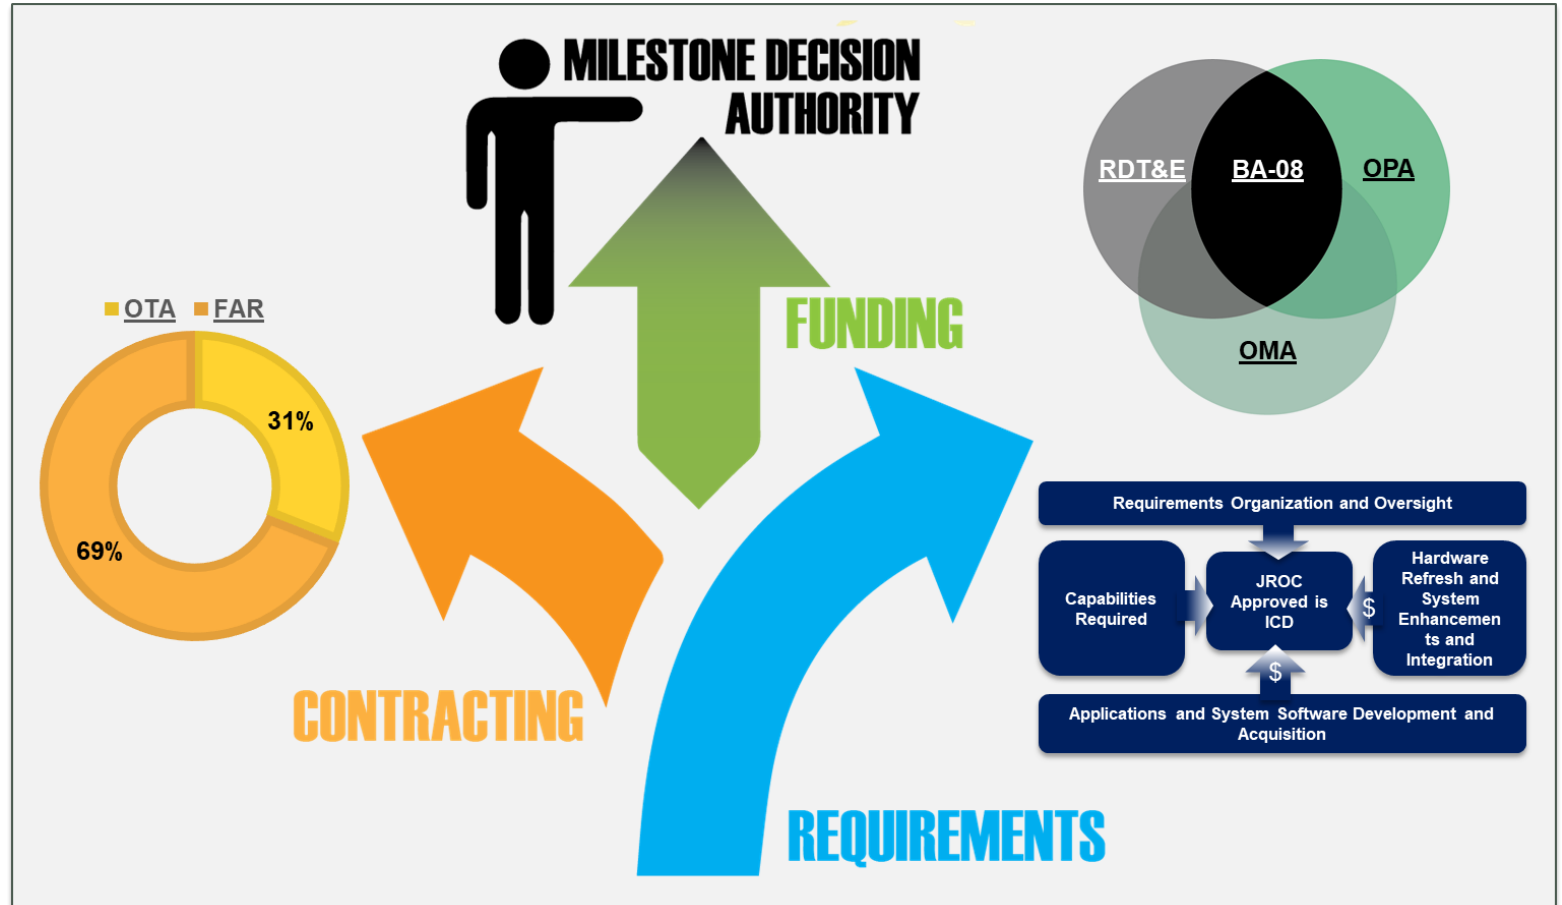 MILESTONE DECISION
AUTHORITY
RDT&E
BA-08
OPA
OMA
FUNDING
OTA
FAR
31%
69%
CONTRACTING
REQUIREMENTS
Requirements Organization and Oversight
Capabilities
Required
JROC
Approved is
ICD
$
Hardware
Refresh and
System
Enhancemen
ts and
Integration
$
Applications and System Software Development and
Acquisition